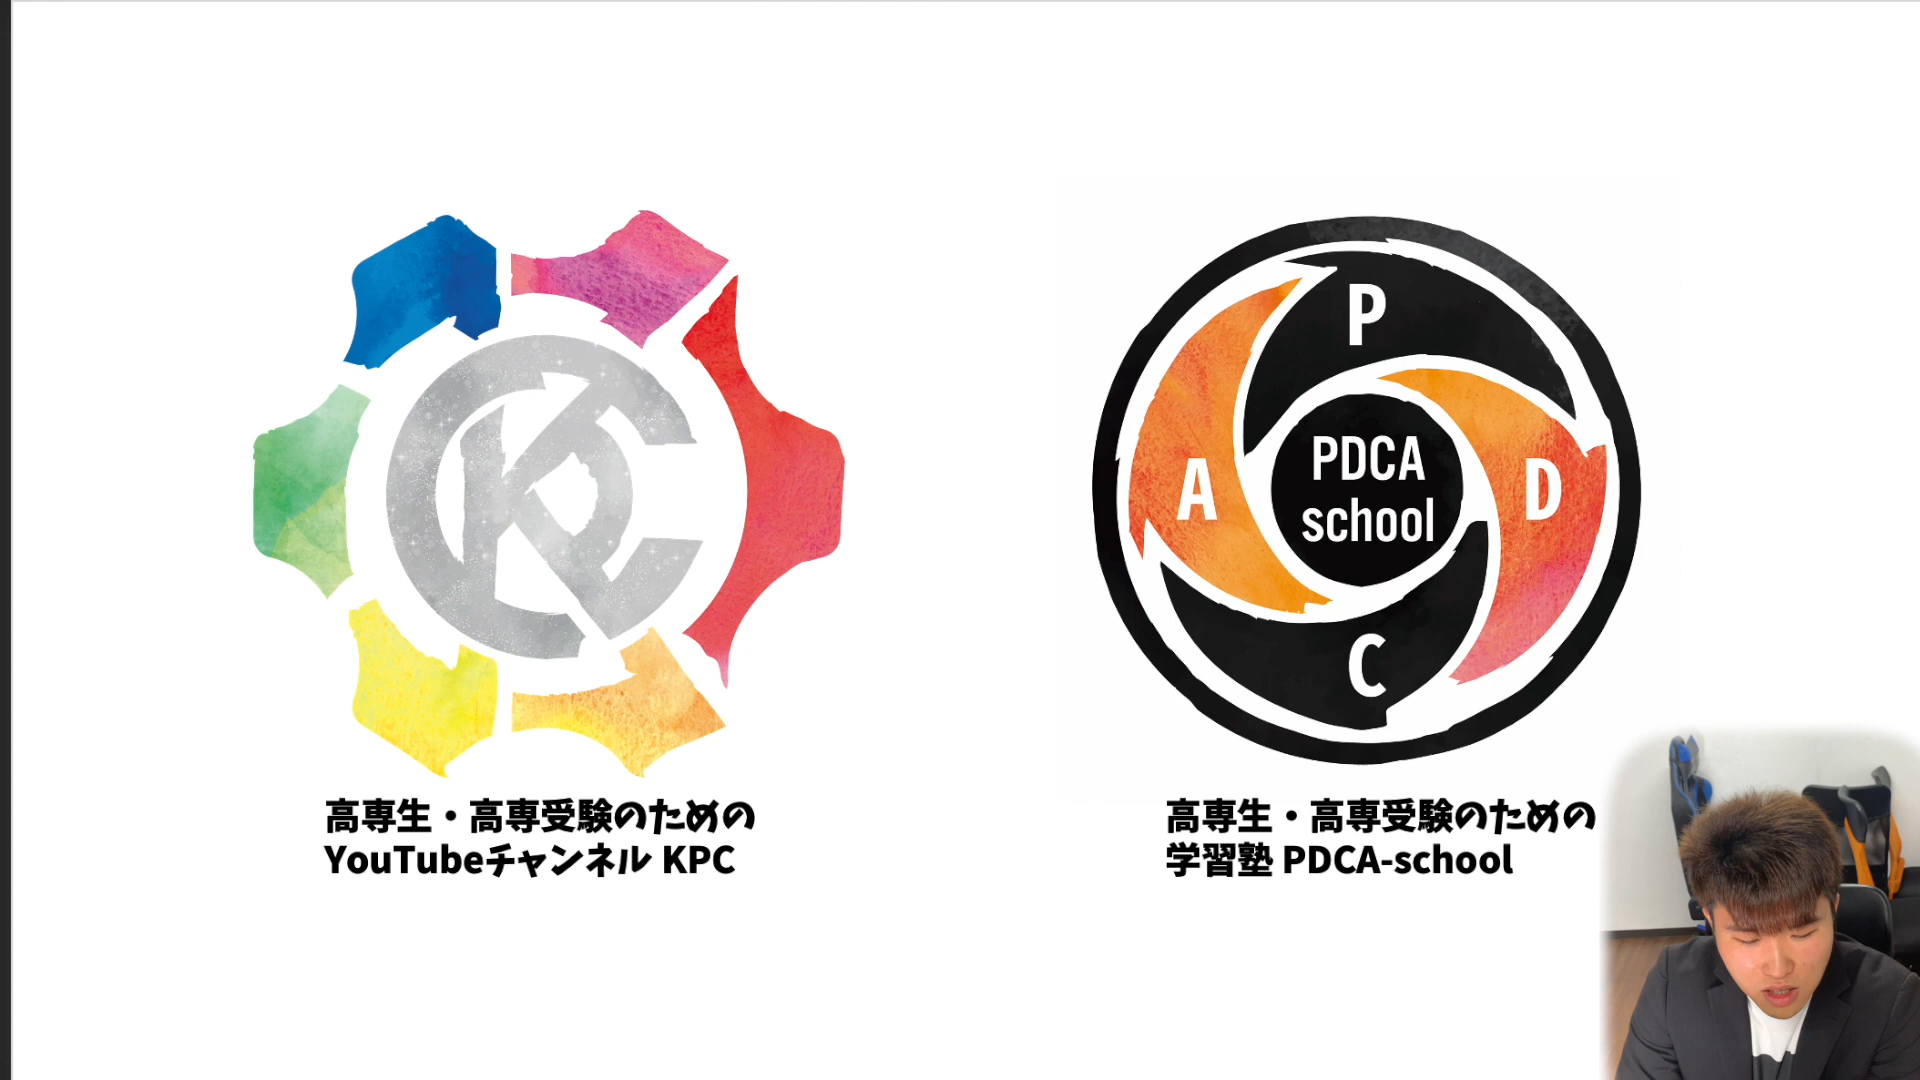 P
A
PDCA
school
D
C
高専生・高専受験のための
YouTubeチャンネル KPC
高専生・高専受験のための
学習塾 PDCA-school